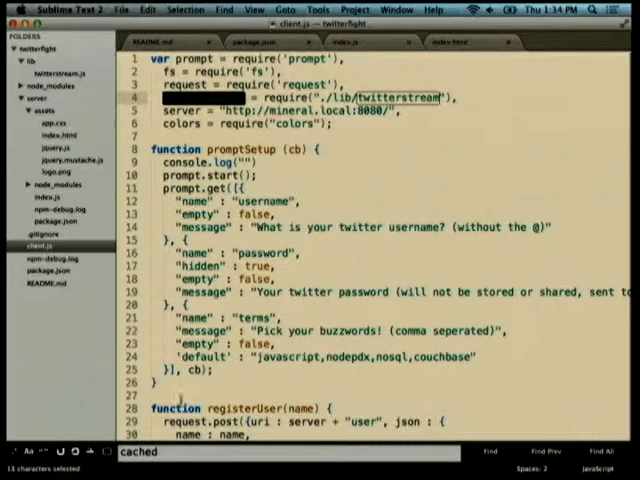 Sublime Text 2 File Edit Selection Find View Goto Tools Project Window Help Thu 1:34 PM
client.js — twitterfight
FOLDERS
twitterfight
lib
twitterstream.js
node_modules
server
assets
app.css
index.html
jquery.js
jquery.mustache.js
logo.png
node_modules
index.js
npm-debug.log
package.json
.gitignore
client.js
npm-debug.log
package.json
README.md
README.md package.json index.js index.html
1 var prompt = require('prompt'),
2 fs = require('fs'),
3 request = require('request'),
4 = require("./lib/twitterstream"),
5 server = "http://mineral.local:8080/",
6 colors = require("colors");
7
8 function promptSetup (cb) {
9 console.log("")
10 prompt.start();
11 prompt.get([{
12 "name" : "username",
13 "empty" : false,
14 "message" : "What is your twitter username? (without the @)"
15 }, {
16 "name" : "password",
17 "hidden" : true,
18 "empty" : false,
19 "message" : "Your twitter password (will not be stored or shared, sent to
20 }, {
21 "name" : "terms",
22 "message" : "Pick your buzzwords! (comma seperated)",
23 "empty" : false,
24 'default' : "javascript,nodepdx,nosql,couchbase"
25 }], cb);
26 }
27
28 function registerUser(name) {
29 request.post({uri : server + "user", json : {
30 name : name,
.* Aa "" cached Find Find Prev Find All
13 characters selected Spaces: 2 JavaScript